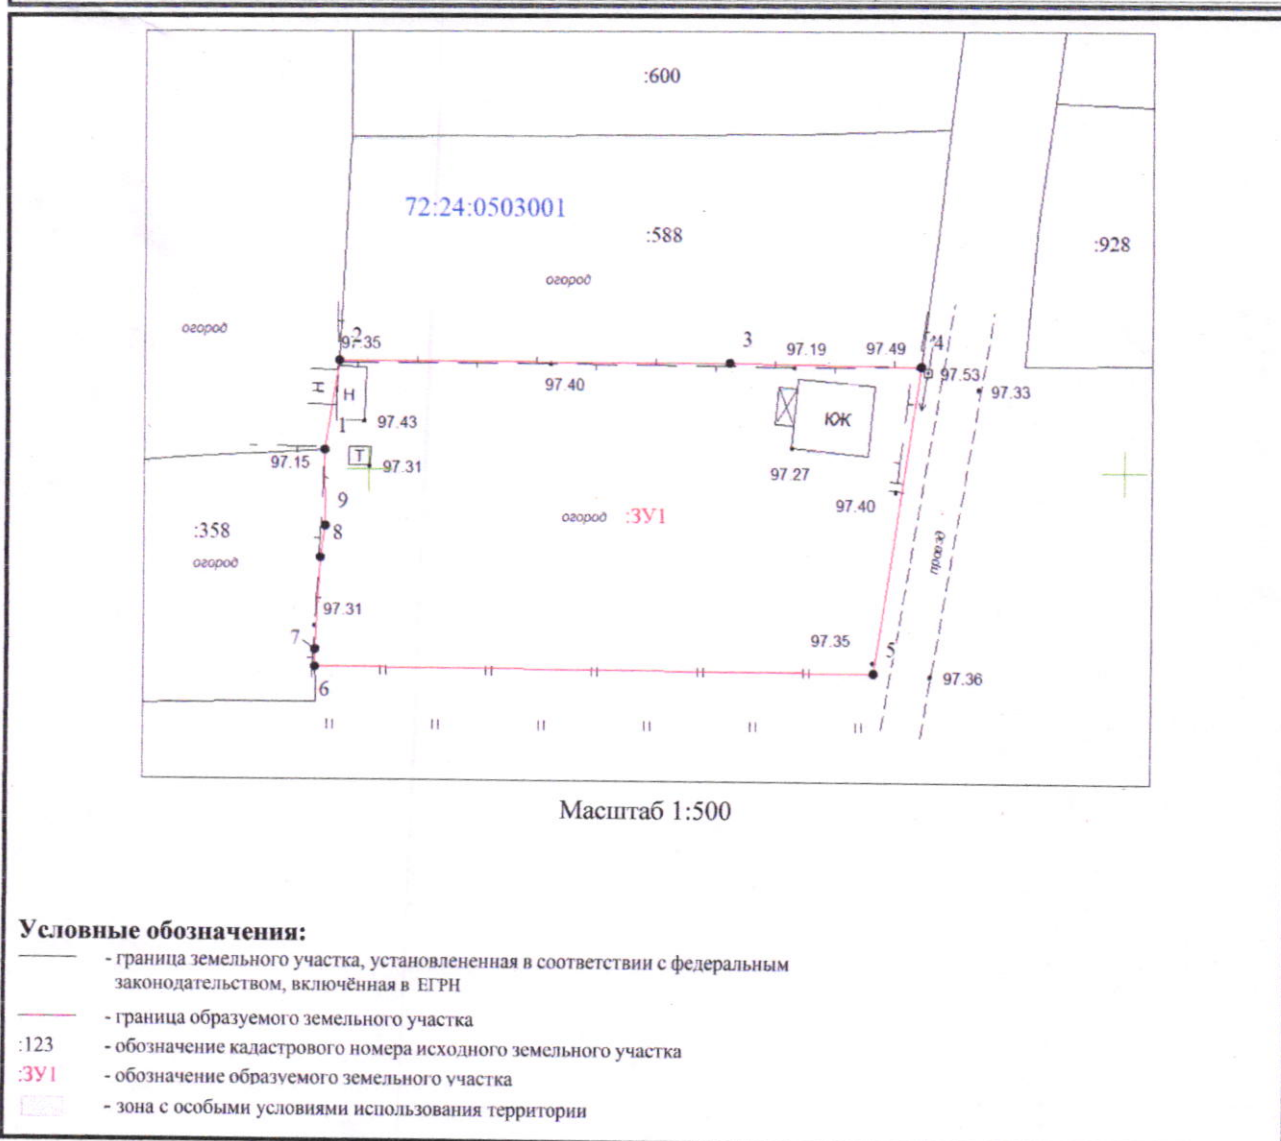 :600
72:24:0503001
:588
:928
огород
огород
2
97.35
3
97.19
97.49
4
97.53
97.33
97.40
Н
Н
КЖ
1
97.43
97.15
Т
97.31
97.27
97.40
9
огород :ЗУ1
:358
8
огород
проезд
97.31
7
97.35
5
97.36
6
Масштаб 1:500
Условные обозначения:
- граница земельного участка, установлененная в соответствии с федеральным
законодательством, включённая в ЕГРН
- граница образуемого земельного участка
:123 - обозначение кадастрового номера исходного земельного участка
:ЗУ1 - обозначение образуемого земельного участка
- зона с особыми условиями использования территории